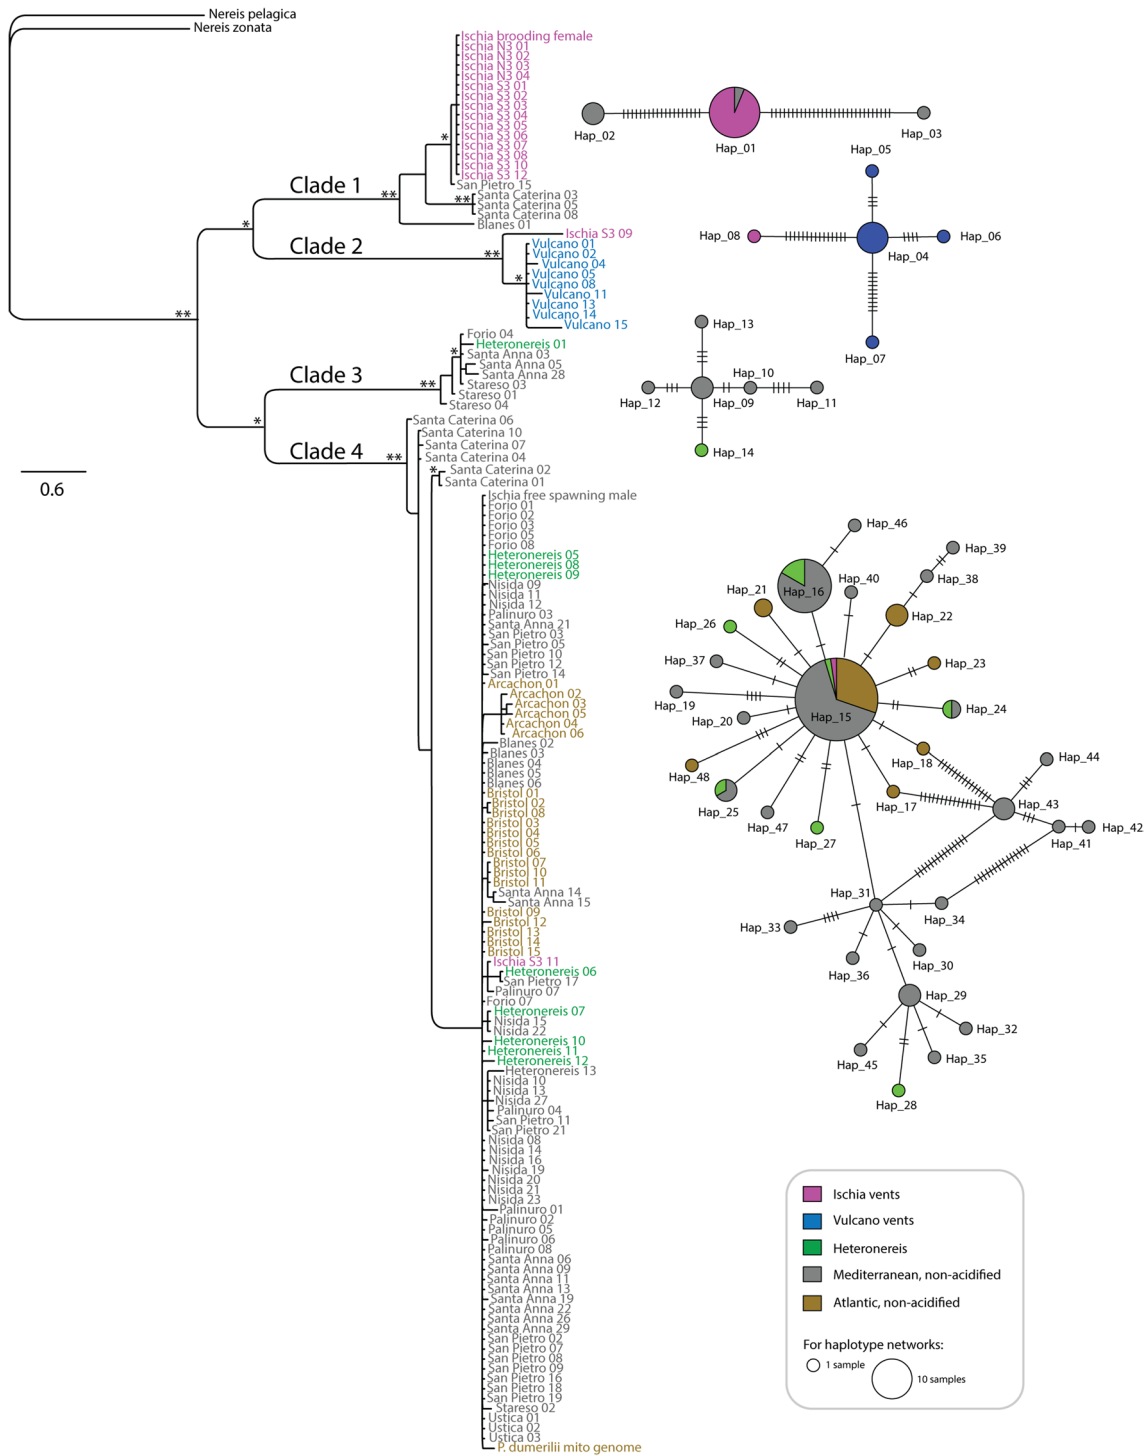 Nereis pelagica
Nereis zonata
Ischia brooding female
Ischia N3 01
Ischia N3 02
Ischia N3 03
Ischia N3 04
Ischia S3 01
Ischia S3 02
Ischia S3 03
Ischia S3 04
Ischia S3 05
Ischia S3 06
Ischia S3 07
Ischia S3 08
Ischia S3 10
Ischia S3 12
San Pietro 15
Santa Caterina 03
Santa Caterina 05
Santa Caterina 08
Blanes 01
Clade 1
*
**
**
*
Clade 2
**
*
Ischia S3 09
Vulcano 01
Vulcano 02
Vulcano 04
Vulcano 05
Vulcano 08
Vulcano 11
Vulcano 13
Vulcano 14
Vulcano 15
**
Forio 04
Heteronereis 01
Santa Anna 03
Santa Anna 05
Santa Anna 28
Stareso 03
Stareso 01
Stareso 04
Clade 3
*
**
*
Clade 4
**
*
Santa Caterina 06
Santa Caterina 10
Santa Caterina 07
Santa Caterina 04
Santa Caterina 02
Santa Caterina 01
0.6
Ischia free spawning male
Forio 01
Forio 02
Forio 03
Forio 05
Forio 08
Heteronereis 05
Heteronereis 08
Heteronereis 09
Nisida 09
Nisida 11
Nisida 12
Palinuro 03
Santa Anna 21
San Pietro 03
San Pietro 05
San Pietro 10
San Pietro 12
San Pietro 14
Arcachon 01
Arcachon 02
Arcachon 03
Arcachon 05
Arcachon 04
Arcachon 06
Blanes 02
Blanes 03
Blanes 04
Blanes 05
Blanes 06
Bristol 01
Bristol 02
Bristol 08
Bristol 03
Bristol 04
Bristol 05
Bristol 06
Bristol 07
Bristol 10
Bristol 11
Santa Anna 14
Santa Anna 15
Bristol 09
Bristol 12
Bristol 13
Bristol 14
Bristol 15
Ischia S3 11
Heteronereis 06
San Pietro 17
Palinuro 07
Forio 07
Heteronereis 07
Nisida 15
Nisida 22
Heteronereis 10
Heteronereis 11
Heteronereis 12
Heteronereis 13
Nisida 10
Nisida 13
Nisida 27
Palinuro 04
San Pietro 11
San Pietro 21
Nisida 08
Nisida 14
Nisida 16
Nisida 19
Nisida 20
Nisida 21
Nisida 23
Palinuro 01
Palinuro 02
Palinuro 05
Palinuro 06
Palinuro 08
Santa Anna 06
Santa Anna 09
Santa Anna 11
Santa Anna 13
Santa Anna 19
Santa Anna 22
Santa Anna 26
Santa Anna 29
San Pietro 02
San Pietro 07
San Pietro 08
San Pietro 09
San Pietro 16
San Pietro 18
San Pietro 19
Stareso 02
Ustica 01
Ustica 02
Ustica 03
P. dumerilii mito genome
Hap_02
Hap_01
Hap_03
Hap_05
Hap_08
Hap_06
Hap_04
Hap_07
Hap_13
Hap_10
Hap_12
Hap_09
Hap_11
Hap_14
Hap_46
Hap_39
Hap_38
Hap_40
Hap_16
Hap_21
Hap_22
Hap_26
Hap_37
Hap_23
Hap_19
Hap_20
Hap_15
Hap_24
Hap_18
Hap_44
Hap_48
Hap_25
Hap_17
Hap_43
Hap_47
Hap_27
Hap_41
Hap_42
Hap_31
Hap_34
Hap_33
Hap_30
Hap_36
Hap_29
Hap_32
Hap_45
Hap_35
Hap_28
Ischia vents
Vulcano vents
Heteronereis
Mediterranean, non-acidified
Atlantic, non-acidified
For haplotype networks:
1 sample
10 samples